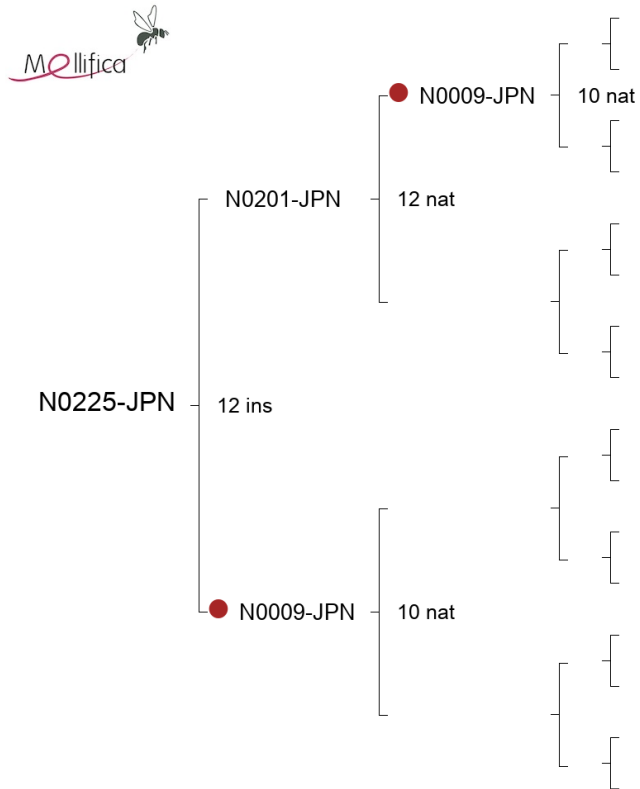 Mellifica
N0009-JPN
10 nat
N0201-JPN
12 nat
N0225-JPN
12 ins
N0009-JPN
10 nat